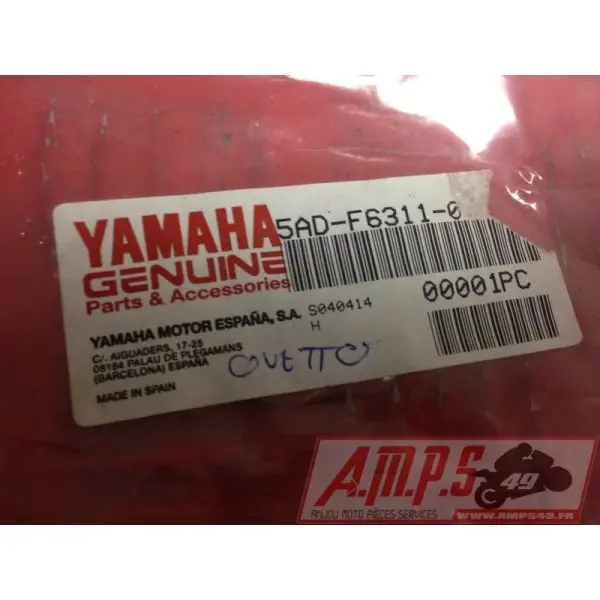 YAMAHA
GENUINE
Parts & Accessories
5AD-F6311-0
00001PC
YAMAHA MOTOR ESPAÑA, S.A.
S040414
H
C/. AIGUADERS, 17-25
08184 PALAU DE PLEGAMANS
(BARCELONA) ESPAÑA
MADE IN SPAIN
OVETTO
A.M.P.S
49
ANJOU MOTO PIÈCES SERVICES
WWW.AMPS49.FR